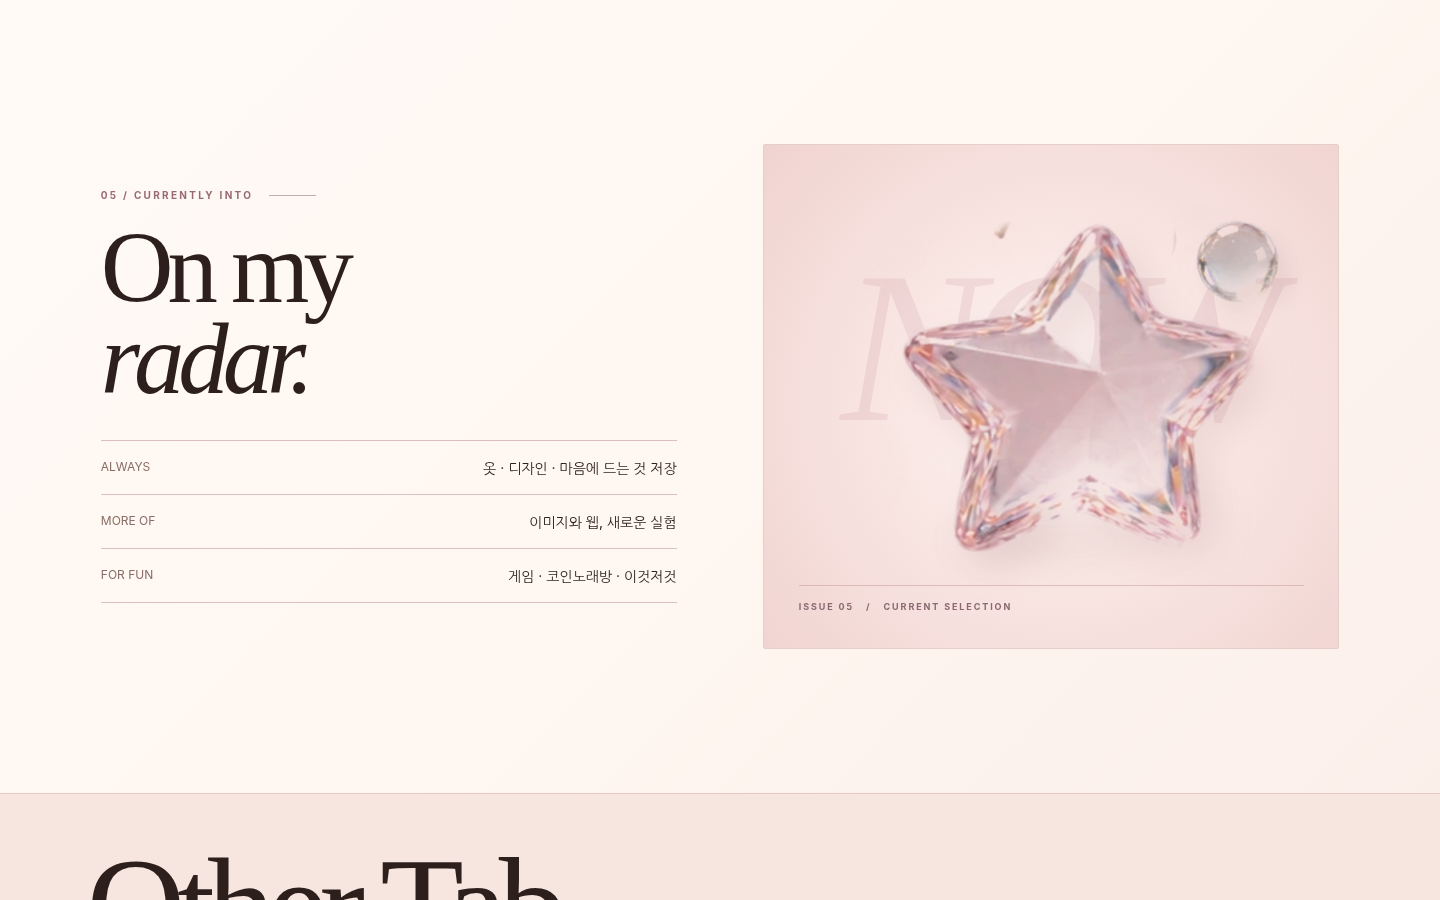 05 / CURRENTLY INTO
On my
radar.
ALWAYS
옷 · 디자인 · 마음에 드는 것 저장
MORE OF
이미지와 웹, 새로운 실험
FOR FUN
게임 · 코인노래방 · 이것저것
NOW
ISSUE 05 / CURRENT SELECTION
Other Tab